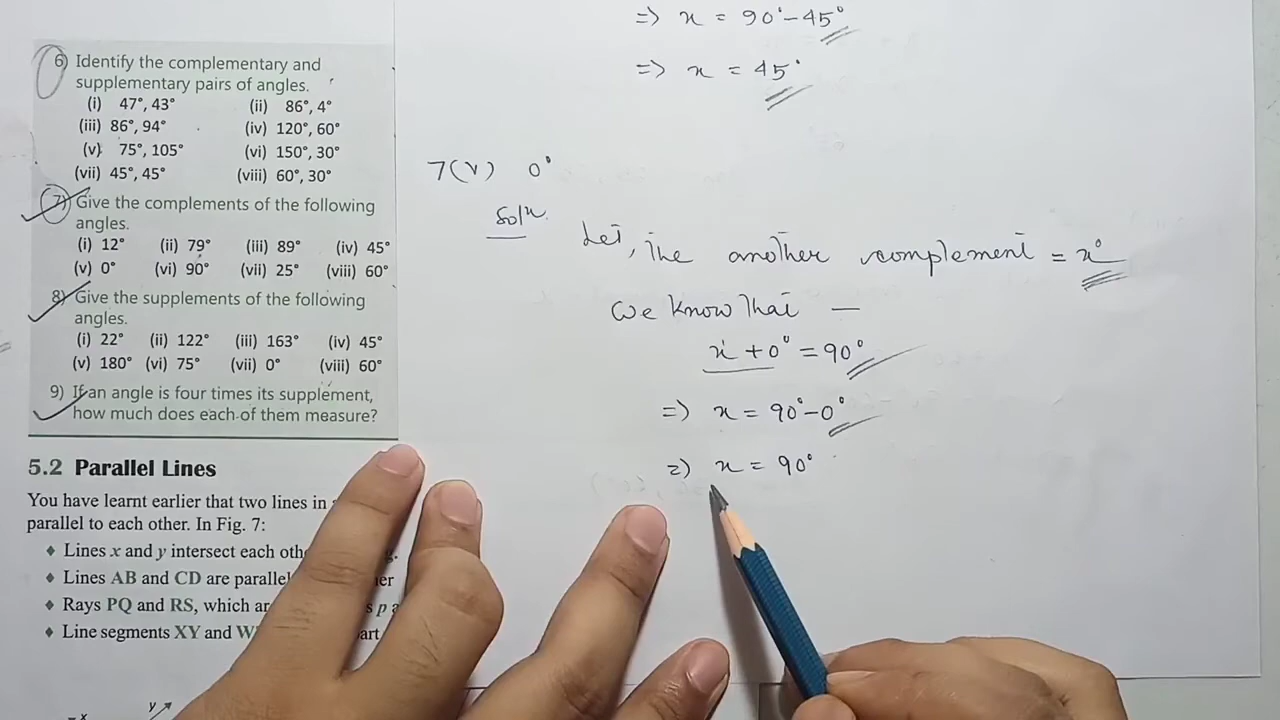 6) Identify the complementary and
supplementary pairs of angles.
(i) 47°, 43° (ii) 86°, 4°
(iii) 86°, 94° (iv) 120°, 60°
(v) 75°, 105° (vi) 150°, 30°
(vii) 45°, 45° (viii) 60°, 30°
7) Give the complements of the following
angles.
(i) 12° (ii) 79° (iii) 89° (iv) 45°
(v) 0° (vi) 90° (vii) 25° (viii) 60°
8) Give the supplements of the following
angles.
(i) 22° (ii) 122° (iii) 163° (iv) 45°
(v) 180° (vi) 75° (vii) 0° (viii) 60°
9) If an angle is four times its supplement,
how much does each of them measure?
5.2 Parallel Lines
You have learnt earlier that two lines in
parallel to each other. In Fig. 7:
♦ Lines x and y intersect each
♦ Lines AB and CD are
♦ Rays PQ and RS, which
♦ Line segments XY and
y
x
=> x = 90° - 45°
=> x = 45°
7(v) 0°
Soln.
Let, the another complement = x°
We know that —
x + 0° = 90°
=> x = 90° - 0°
=> x = 90°